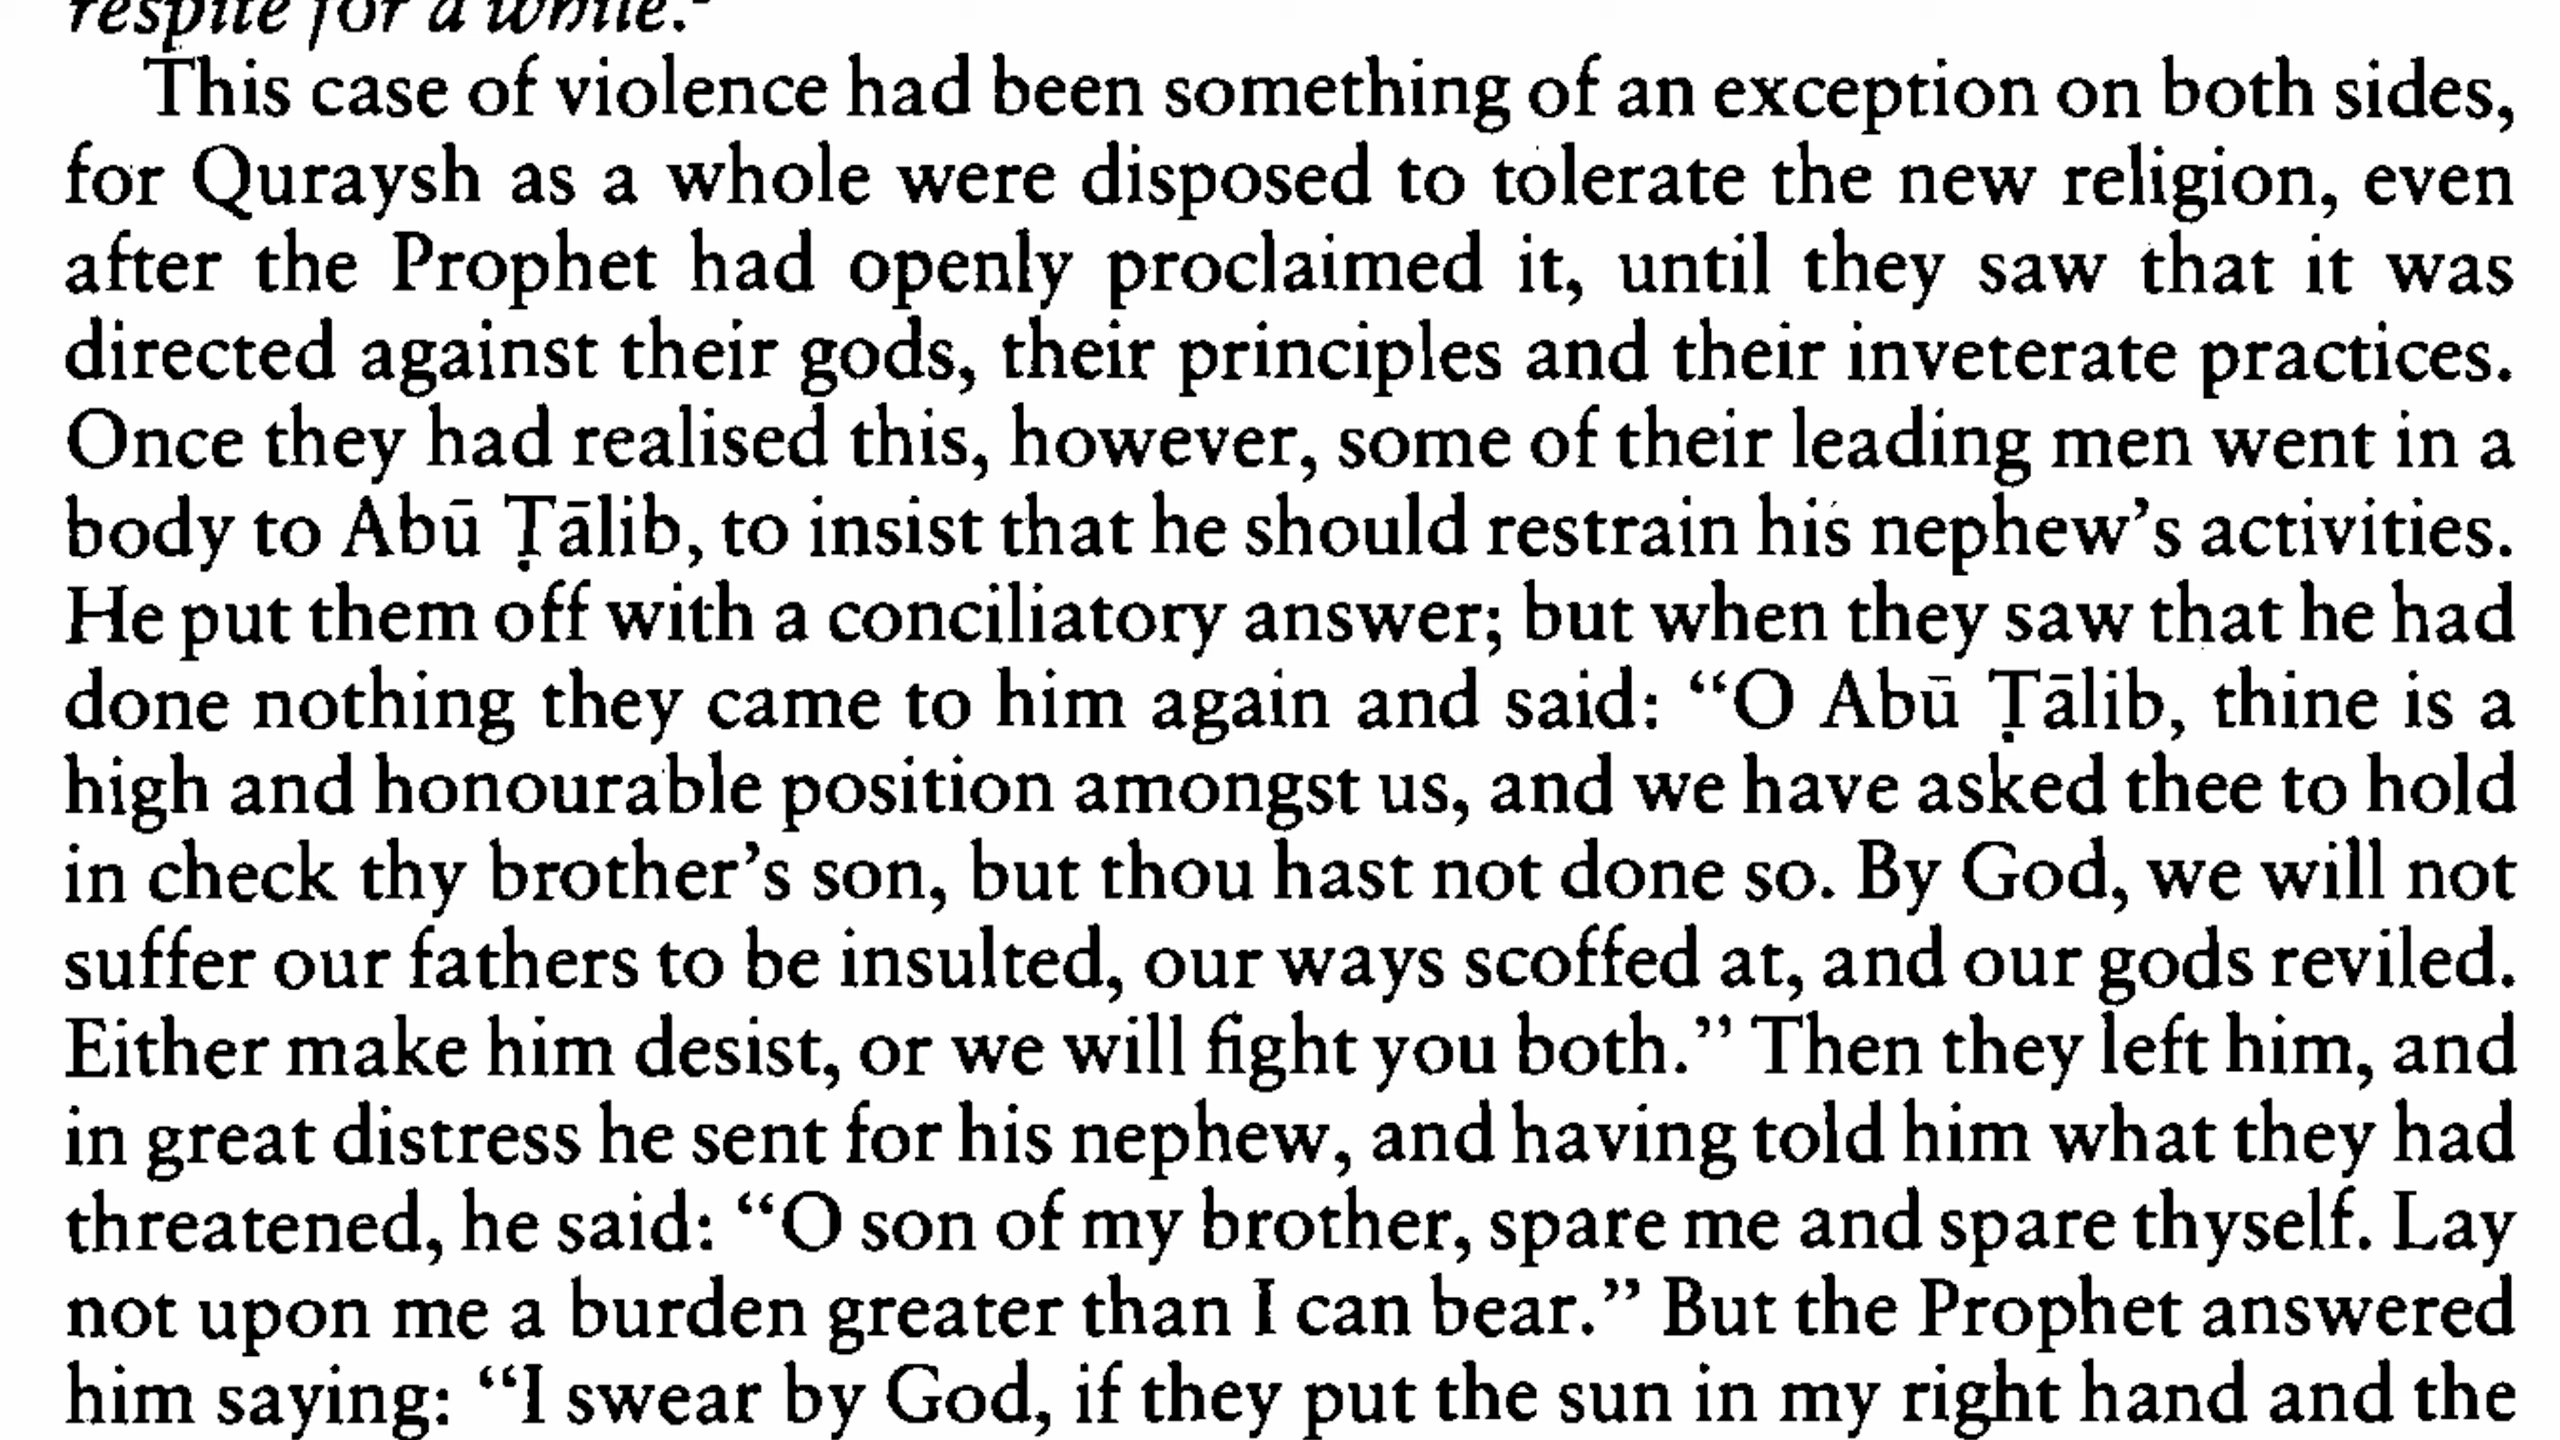 respite for a while.
This case of violence had been something of an exception on both sides,
for Quraysh as a whole were disposed to tolerate the new religion, even
after the Prophet had openly proclaimed it, until they saw that it was
directed against their gods, their principles and their inveterate practices.
Once they had realised this, however, some of their leading men went in a
body to Abū Ṭālib, to insist that he should restrain his nephew’s activities.
He put them off with a conciliatory answer; but when they saw that he had
done nothing they came to him again and said: “O Abū Ṭālib, thine is a
high and honourable position amongst us, and we have asked thee to hold
in check thy brother’s son, but thou hast not done so. By God, we will not
suffer our fathers to be insulted, our ways scoffed at, and our gods reviled.
Either make him desist, or we will fight you both.” Then they left him, and
in great distress he sent for his nephew, and having told him what they had
threatened, he said: “O son of my brother, spare me and spare thyself. Lay
not upon me a burden greater than I can bear.” But the Prophet answered
him saying: “I swear by God, if they put the sun in my right hand and the